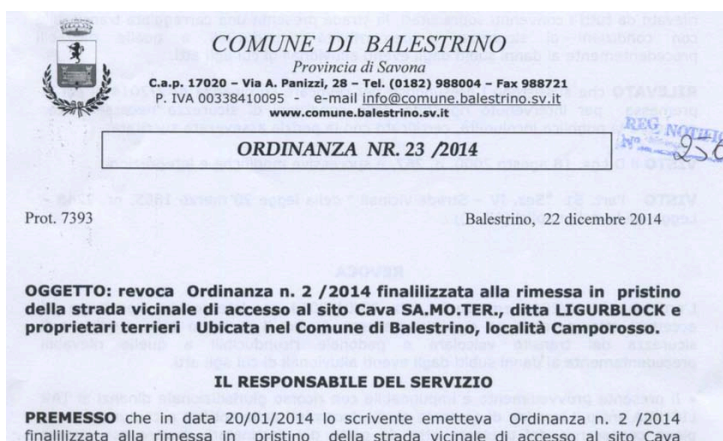 COMUNE DI BALESTRINO
Provincia di Savona
C.a.p. 17020 – Via A. Panizzi, 28 – Tel. (0182) 988004 – Fax 988721
P. IVA 00338410095 - e-mail info@comune.balestrino.sv.it
www.comune.balestrino.sv.it
REG NOTIFIC
Nº
ORDINANZA NR. 23 /2014
Prot. 7393
Balestrino, 22 dicembre 2014
OGGETTO: revoca Ordinanza n. 2 /2014 finalilizzata alla rimessa in pristino
della strada vicinale di accesso al sito Cava SA.MO.TER., ditta LIGURBLOCK e
proprietari terrieri Ubicata nel Comune di Balestrino, località Camporosso.
IL RESPONSABILE DEL SERVIZIO
PREMESSO che in data 20/01/2014 lo scrivente emetteva Ordinanza n. 2 /2014
finalilizzata alla rimessa in pristino della strada vicinale di accesso al sito Cava